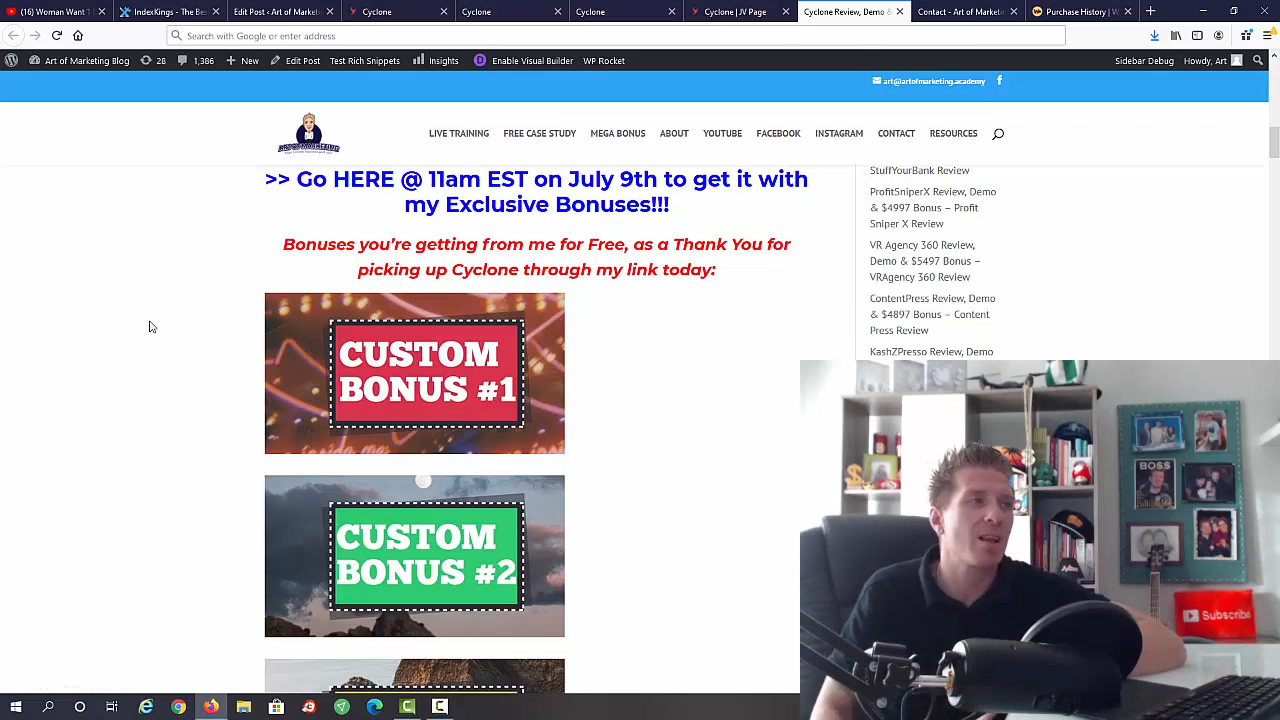 (16) Woman Want T
IndexKings - The Be
Edit Post ‹ Art of M
Cyclone
Cyclone
Cyclone
Cyclone | JV Page
Cyclone Review, Demo &
Contact - Art of Marketi
Purchase History | W
Search with Google or enter address
Art of Marketing Blog
28
1,386
New
Edit Post
Test Rich Snippets
Insights
Enable Visual Builder
WP Rocket
Sidebar Debug
Howdy, Art
art@artofmarketing.academy
ART OF MARKETING
LIVE TRAINING
FREE CASE STUDY
MEGA BONUS
ABOUT
YOUTUBE
FACEBOOK
INSTAGRAM
CONTACT
RESOURCES
>> Go HERE @ 11am EST on July 9th to get it with
my Exclusive Bonuses!!!
Bonuses you're getting from me for Free, as a Thank You for
picking up Cyclone through my link today:
CUSTOM
BONUS #1
CUSTOM
BONUS #2
StuffYourBank Review
ProfitSniperX Review, Demo
& $4997 Bonus – Profit
Sniper X Review
VR Agency 360 Review,
Demo & $5497 Bonus –
VRAgency 360 Review
ContentPress Review, Demo
& $4897 Bonus – Content
Press Review
KashZPresso Review, Demo
BOSS
Subscribe